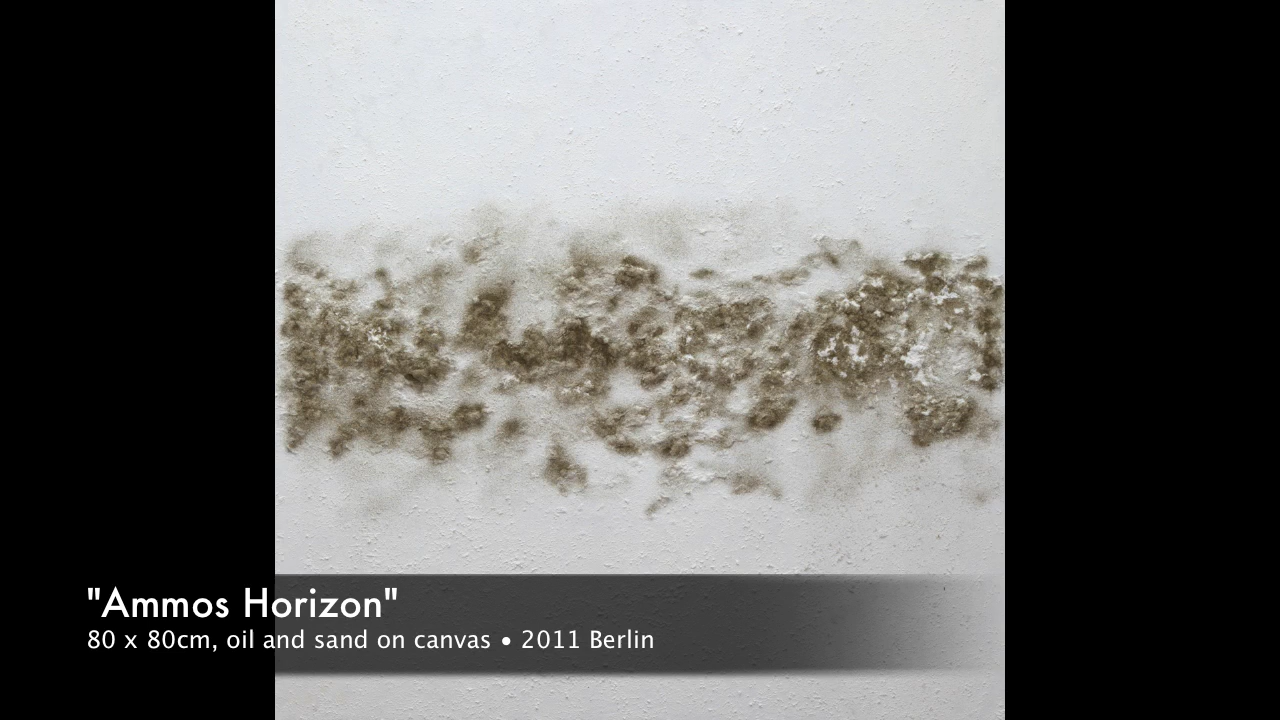 "Ammos Horizon"
80 x 80cm, oil and sand on canvas • 2011 Berlin